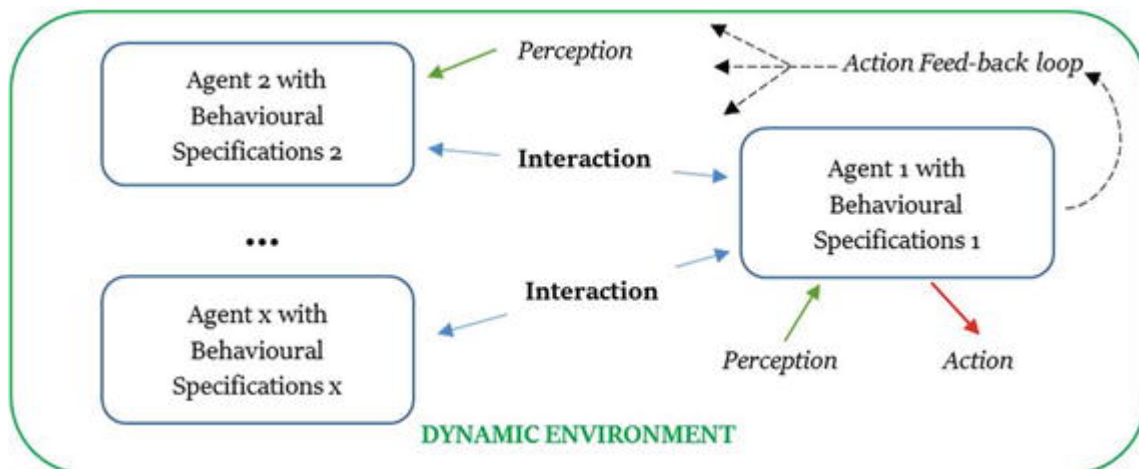 Perception
Action Feed-back loop
Agent 2 with
Behavioural
Specifications 2
Interaction
Agent 1 with
Behavioural
Specifications 1
...
Interaction
Agent x with
Behavioural
Specifications x
Perception
Action
DYNAMIC ENVIRONMENT